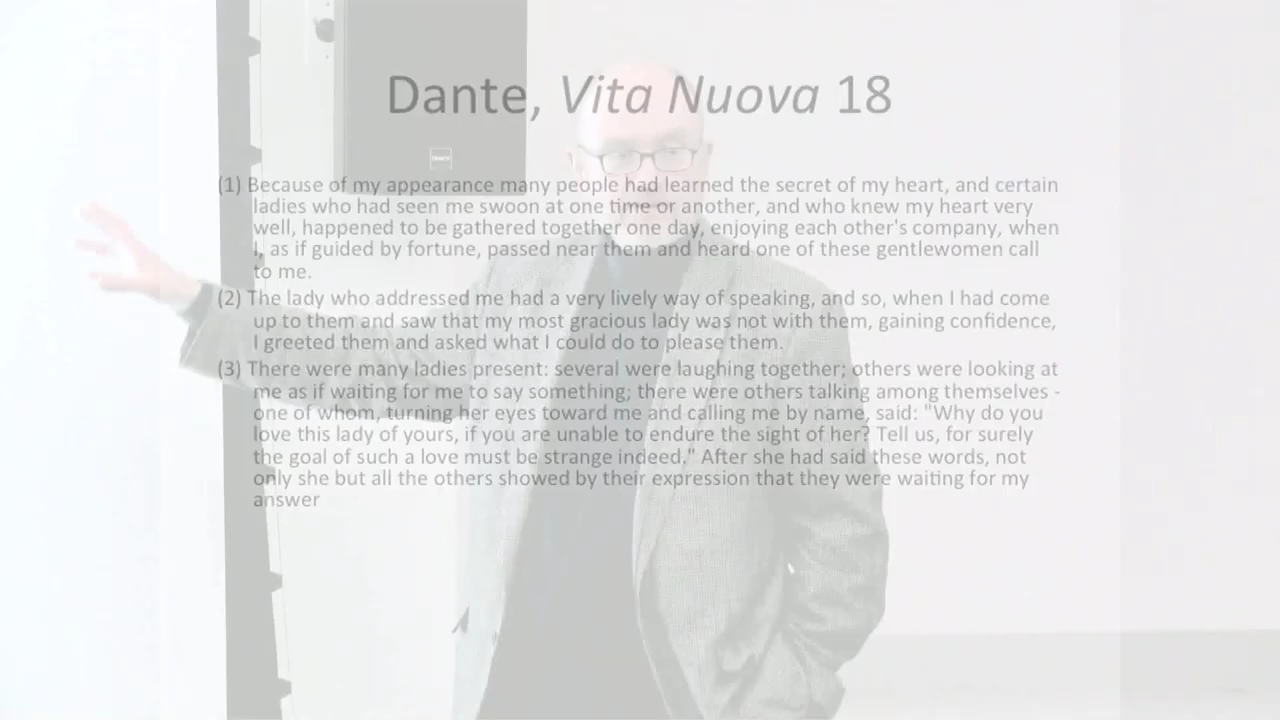 Dante, Vita Nuova 18
(1) Because of my appearance many people had learned the secret of my heart, and certain
ladies who had seen me swoon at one time or another, and who knew my heart very
well, happened to be gathered together one day, enjoying each other's company, when
I, as if guided by fortune, passed near them and heard one of these gentlewomen call
to me.
(2) The lady who addressed me had a very lively way of speaking, and so, when I had come
up to them and saw that my most gracious lady was not with them, gaining confidence,
I greeted them and asked what I could do to please them.
(3) There were many ladies present: several were laughing together; others were looking at
me as if waiting for me to say something; there were others talking among themselves -
one of whom, turning her eyes toward me and calling me by name, said: "Why do you
love this lady of yours, if you are unable to endure the sight of her? Tell us, for surely
the goal of such a love must be strange indeed." After she had said these words, not
only she but all the others showed by their expression that they were waiting for my
answer